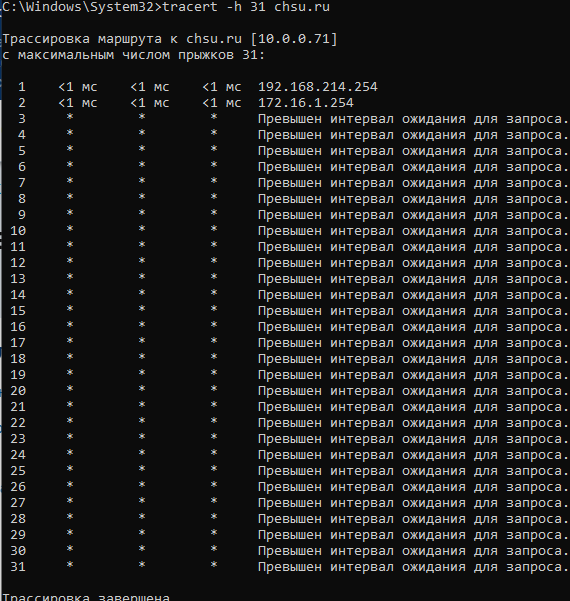 C:\Windows\System32>tracert -h 31 chsu.ru
Трассировка маршрута к chsu.ru [10.0.0.71]
с максимальным числом прыжков 31:
1 <1 мс <1 мс <1 мс 192.168.214.254
2 <1 мс <1 мс <1 мс 172.16.1.254
3 * * * Превышен интервал ожидания для запроса.
4 * * * Превышен интервал ожидания для запроса.
5 * * * Превышен интервал ожидания для запроса.
6 * * * Превышен интервал ожидания для запроса.
7 * * * Превышен интервал ожидания для запроса.
8 * * * Превышен интервал ожидания для запроса.
9 * * * Превышен интервал ожидания для запроса.
10 * * * Превышен интервал ожидания для запроса.
11 * * * Превышен интервал ожидания для запроса.
12 * * * Превышен интервал ожидания для запроса.
13 * * * Превышен интервал ожидания для запроса.
14 * * * Превышен интервал ожидания для запроса.
15 * * * Превышен интервал ожидания для запроса.
16 * * * Превышен интервал ожидания для запроса.
17 * * * Превышен интервал ожидания для запроса.
18 * * * Превышен интервал ожидания для запроса.
19 * * * Превышен интервал ожидания для запроса.
20 * * * Превышен интервал ожидания для запроса.
21 * * * Превышен интервал ожидания для запроса.
22 * * * Превышен интервал ожидания для запроса.
23 * * * Превышен интервал ожидания для запроса.
24 * * * Превышен интервал ожидания для запроса.
25 * * * Превышен интервал ожидания для запроса.
26 * * * Превышен интервал ожидания для запроса.
27 * * * Превышен интервал ожидания для запроса.
28 * * * Превышен интервал ожидания для запроса.
29 * * * Превышен интервал ожидания для запроса.
30 * * * Превышен интервал ожидания для запроса.
31 * * * Превышен интервал ожидания для запроса.
Трассировка завершена